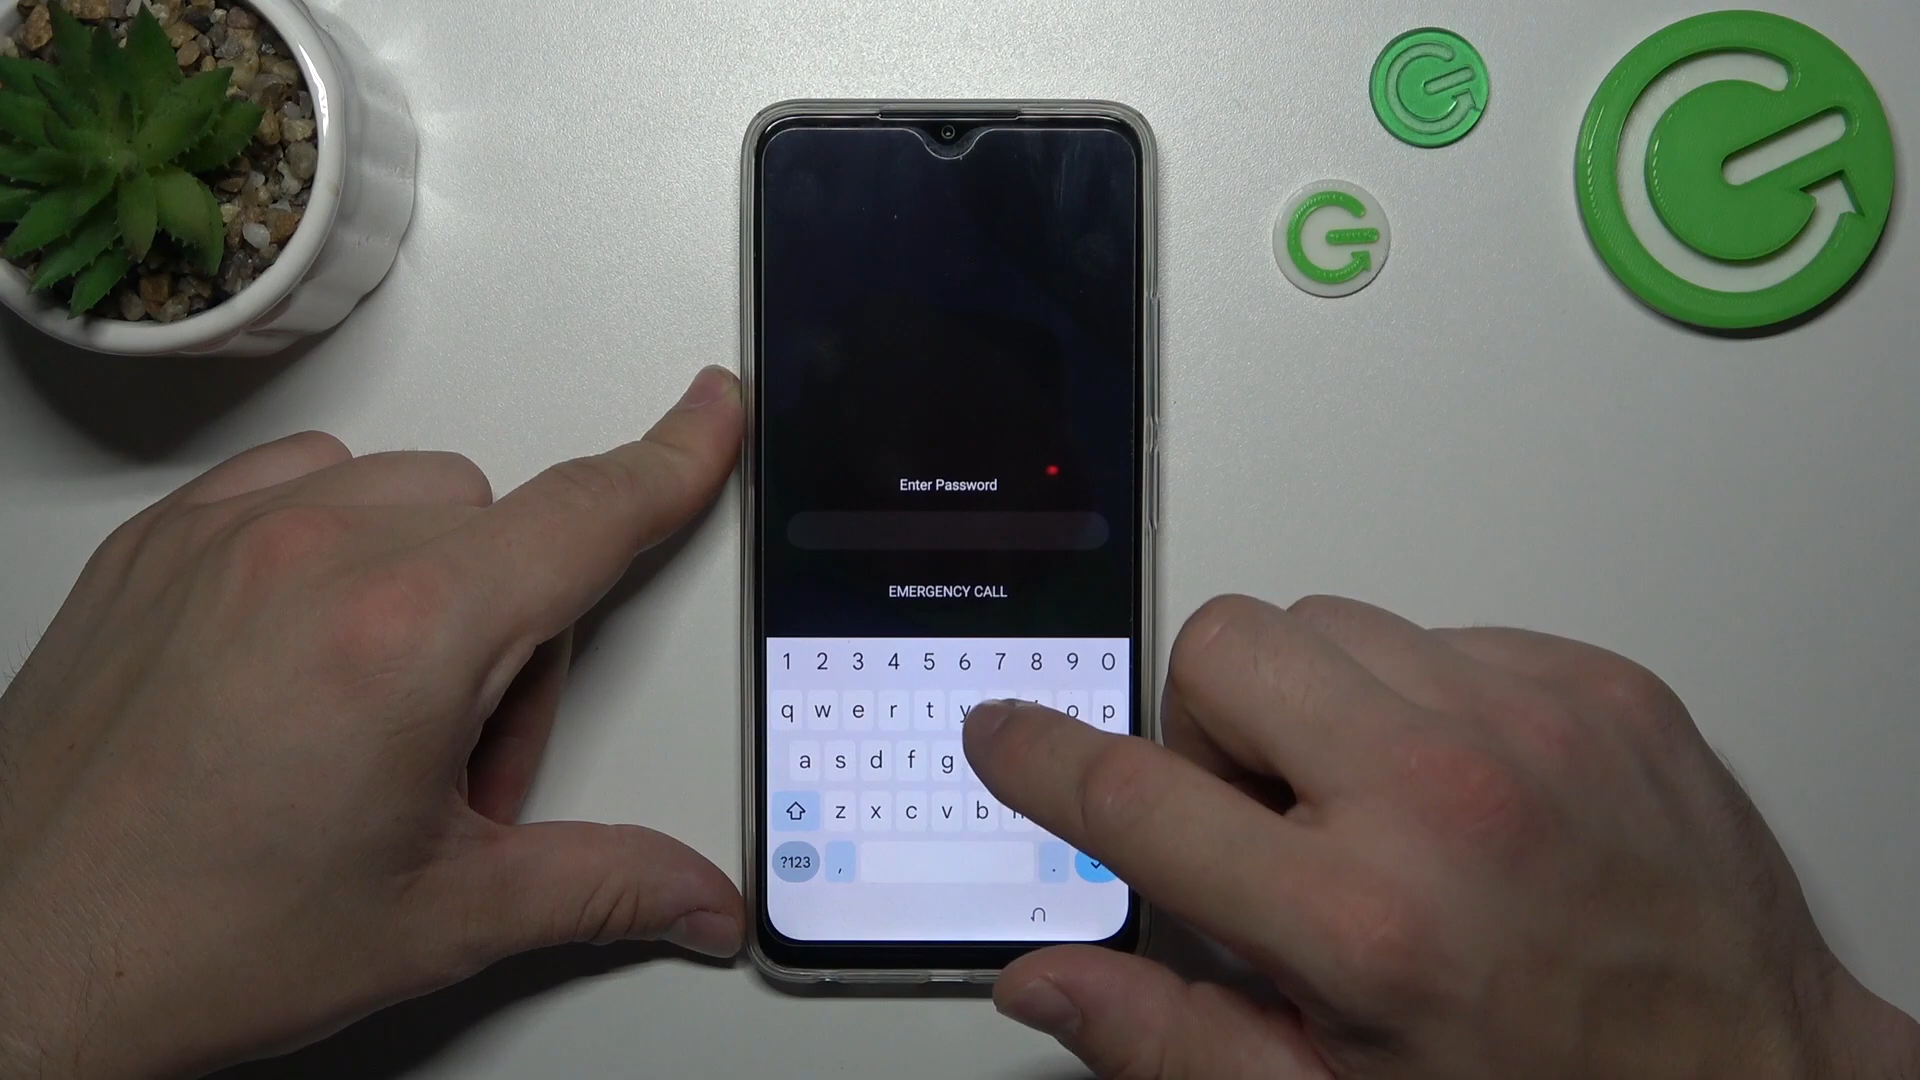 Enter Password
EMERGENCY CALL
1 2 3 4 5 6 7 8 9 0
q w e r t y o p
a s d f g
z x c v b
?123 , .